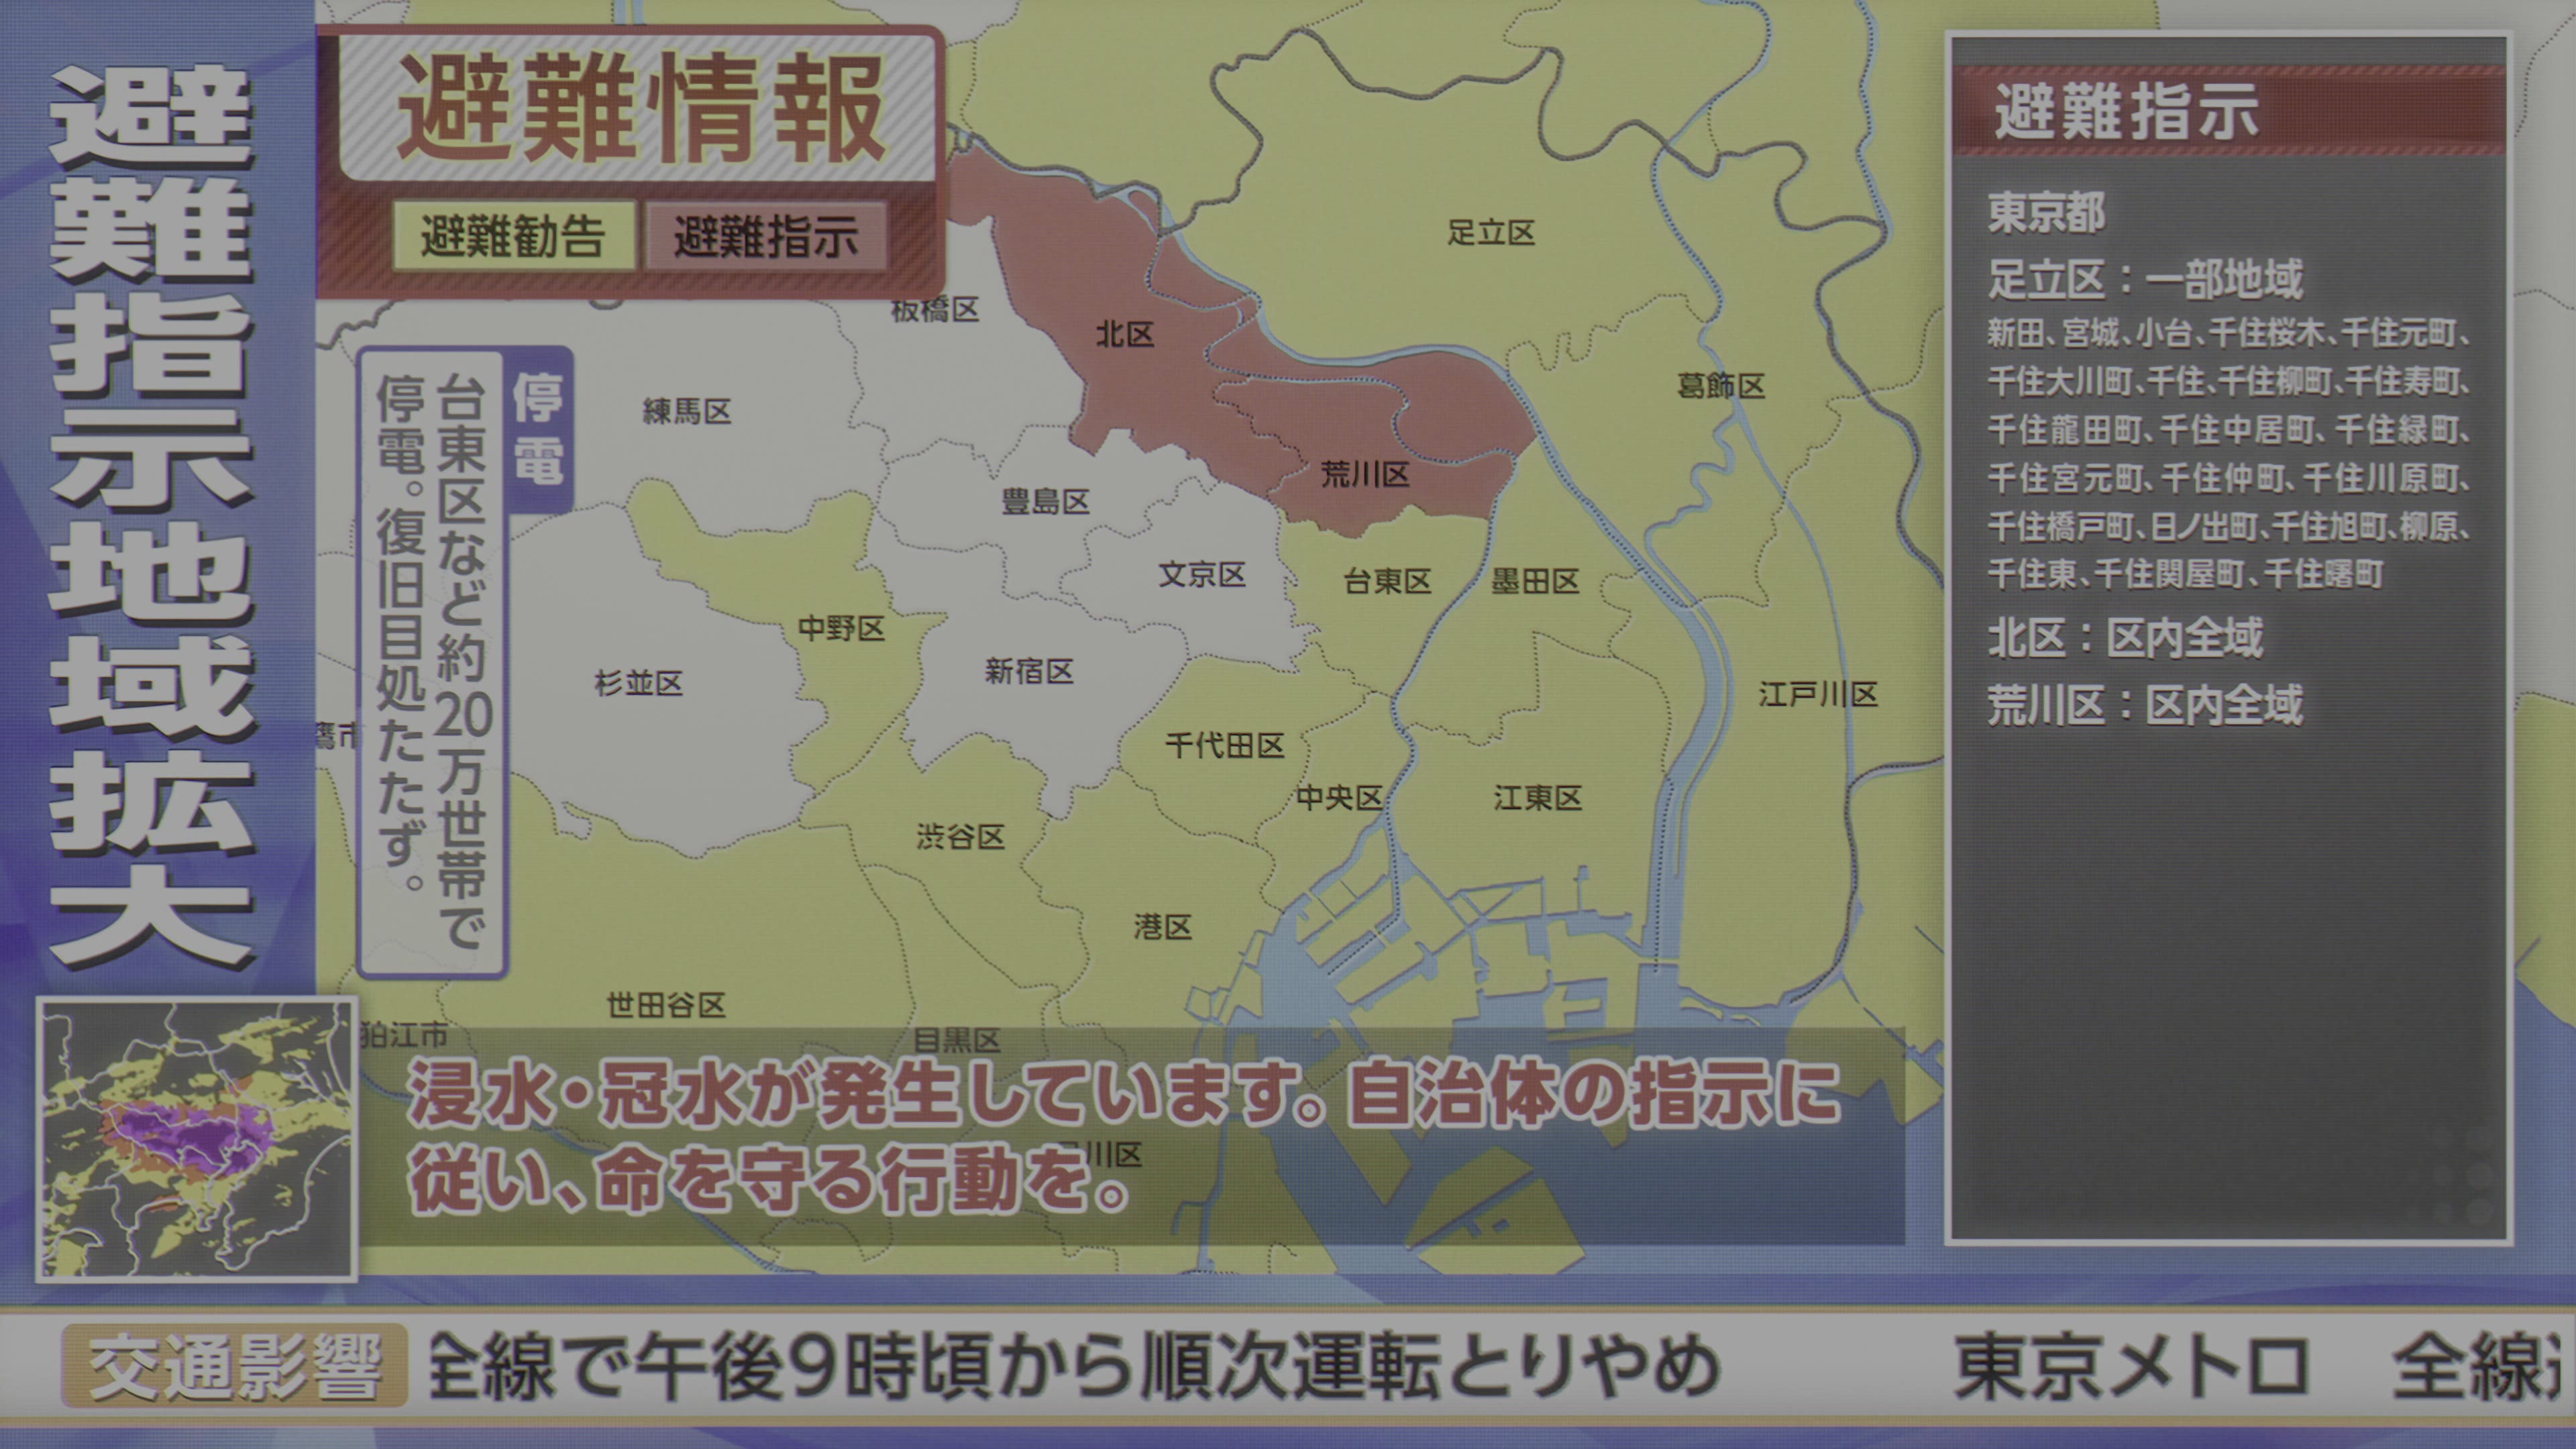 避難指示地域拡大
避難情報
避難勧告
避難指示
停電
台東区など約20万世帯で
停電。復旧目処たたず。
足立区
板橋区
北区
葛飾区
練馬区
荒川区
豊島区
文京区
台東区
墨田区
中野区
新宿区
杉並区
江戸川区
鷹市
千代田区
中央区
江東区
渋谷区
港区
世田谷区
狛江市
目黒区
川区
避難指示
東京都
足立区：一部地域
新田、宮城、小台、千住桜木、千住元町、
千住大川町、千住、千住柳町、千住寿町、
千住龍田町、千住中居町、千住緑町、
千住宮元町、千住仲町、千住川原町、
千住橋戸町、日ノ出町、千住旭町、柳原、
千住東、千住関屋町、千住曙町
北区：区内全域
荒川区：区内全域
浸水・冠水が発生しています。自治体の指示に
従い、命を守る行動を。
交通影響
全線で午後9時頃から順次運転とりやめ 東京メトロ 全線